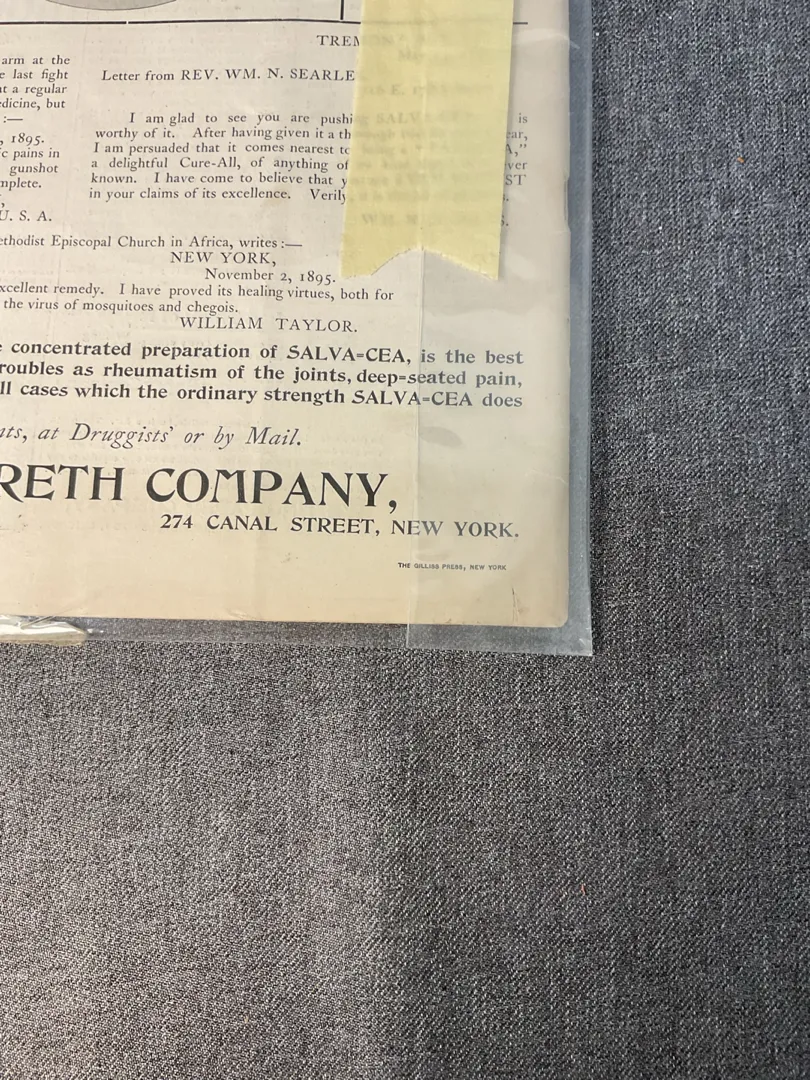 TREM
arm at the
e last fight
Letter from REV. WM. N. SEARLE
at a regular
edicine, but
:—
I am glad to see you are pushi SALVA is
, 1895.
worthy of it. After having given it a th ear,
c pains in
I am persuaded that it comes nearest to A,”
gunshot
a delightful Cure-All, of anything of ever
mplete.
known. I have come to believe that y ST
,
in your claims of its excellence. Verily s.
U. S. A.
S.
ethodist Episcopal Church in Africa, writes :—
NEW YORK,
November 2, 1895.
xcellent remedy. I have proved its healing virtues, both for
the virus of mosquitoes and chegois.
WILLIAM TAYLOR.
e concentrated preparation of SALVA-CEA, is the best
roubles as rheumatism of the joints, deep-seated pain,
ll cases which the ordinary strength SALVA-CEA does
nts, at Druggists’ or by Mail.
RETH COMPANY,
274 CANAL STREET, NEW YORK.
THE GILLISS PRESS, NEW YORK